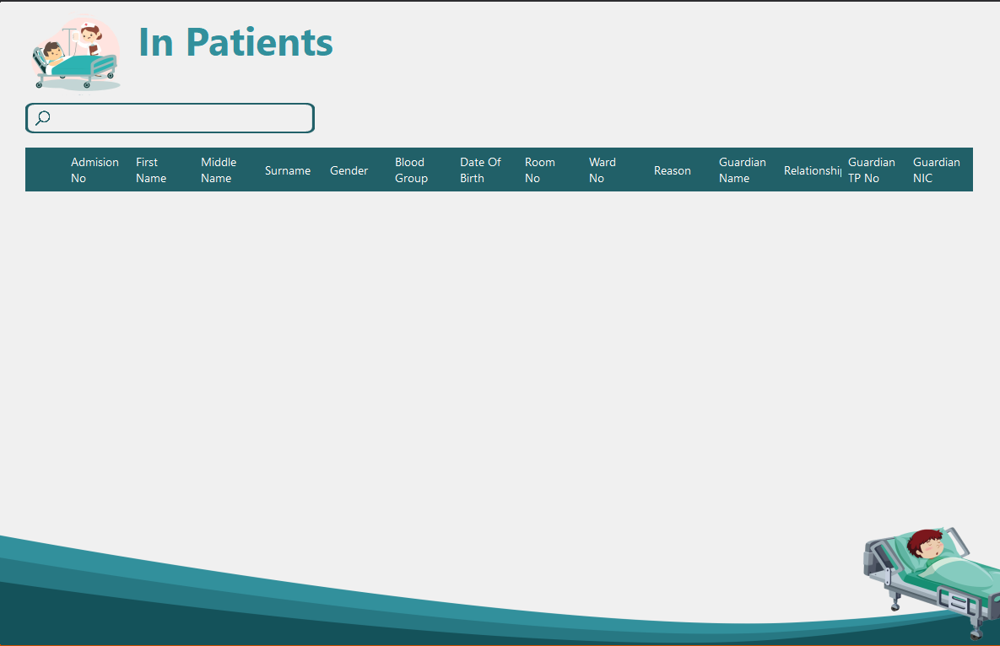 In Patients
Admision No
First Name
Middle Name
Surname
Gender
Blood Group
Date Of Birth
Room No
Ward No
Reason
Guardian Name
Relationship
Guardian TP No
Guardian NIC